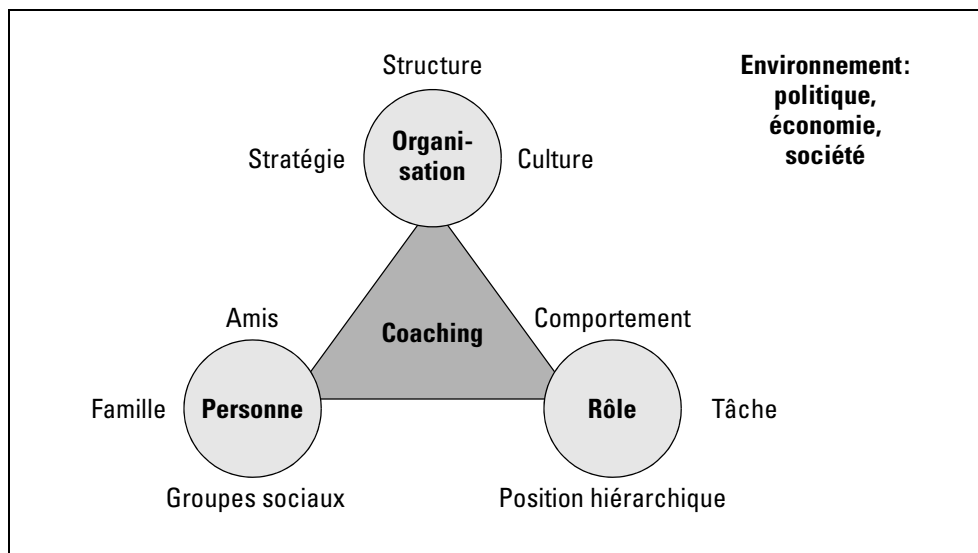 Structure
Environnement:
politique,
économie,
société
Stratégie
Organi-
sation
Culture
Amis
Coaching
Comportement
Famille
Personne
Rôle
Tâche
Groupes sociaux
Position hiérarchique